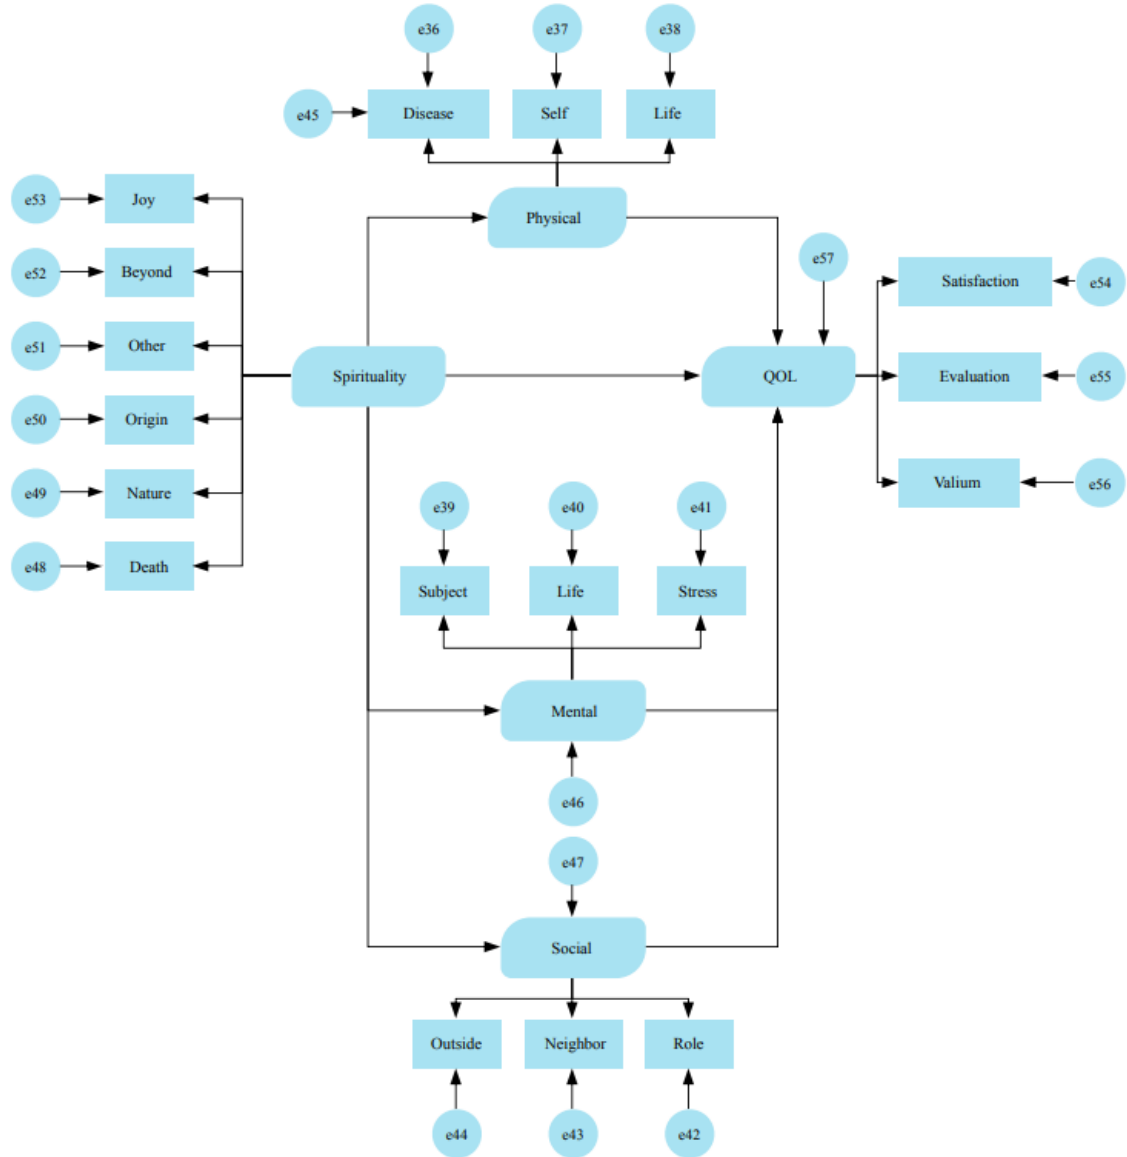 e36
e37
e38
e45
Disease
Self
Life
e53
Joy
Physical
e52
Beyond
e57
Satisfaction
e54
e51
Other
Spirituality
QOL
Evaluation
e55
e50
Origin
e49
Nature
Valium
e56
e39
e40
e41
e48
Death
Subject
Life
Stress
Mental
e46
e47
Social
Outside
Neighbor
Role
e44
e43
e42